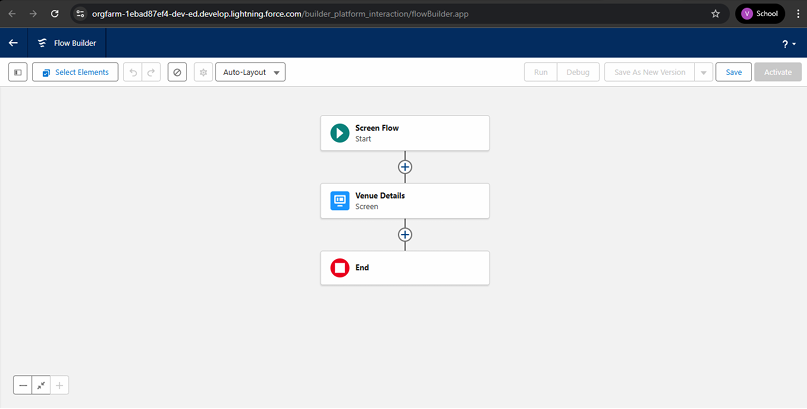 orgfarm-1ebad87ef4-dev-ed.develop.lightning.force.com/builder_platform_interaction/flowBuilder.app
V School
Flow Builder
?
Select Elements
Auto-Layout
Run Debug Save As New Version Save Activate
Screen Flow
Start
Venue Details
Screen
End